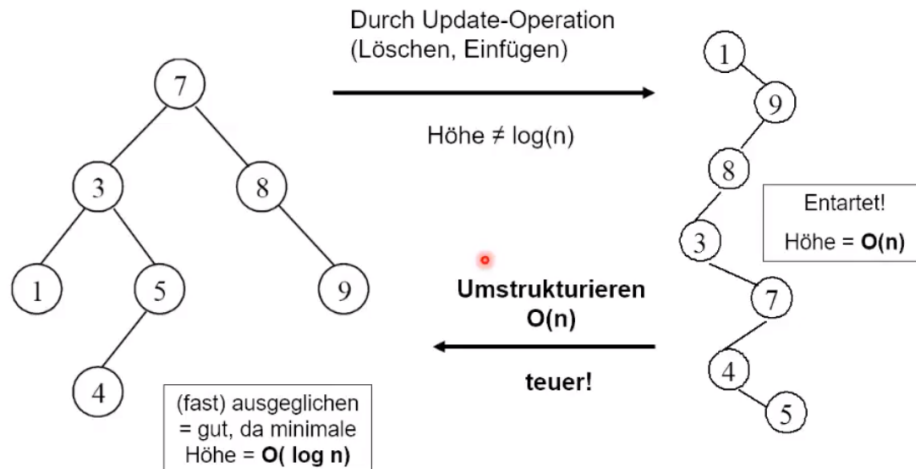 Durch Update-Operation
(Löschen, Einfügen)
Höhe ≠ log(n)
7
3
8
1
5
9
4
(fast) ausgeglichen
= gut, da minimale
Höhe = O( log n)
Umstrukturieren
O(n)
teuer!
1
9
8
3
7
4
5
Entartet!
Höhe = O(n)